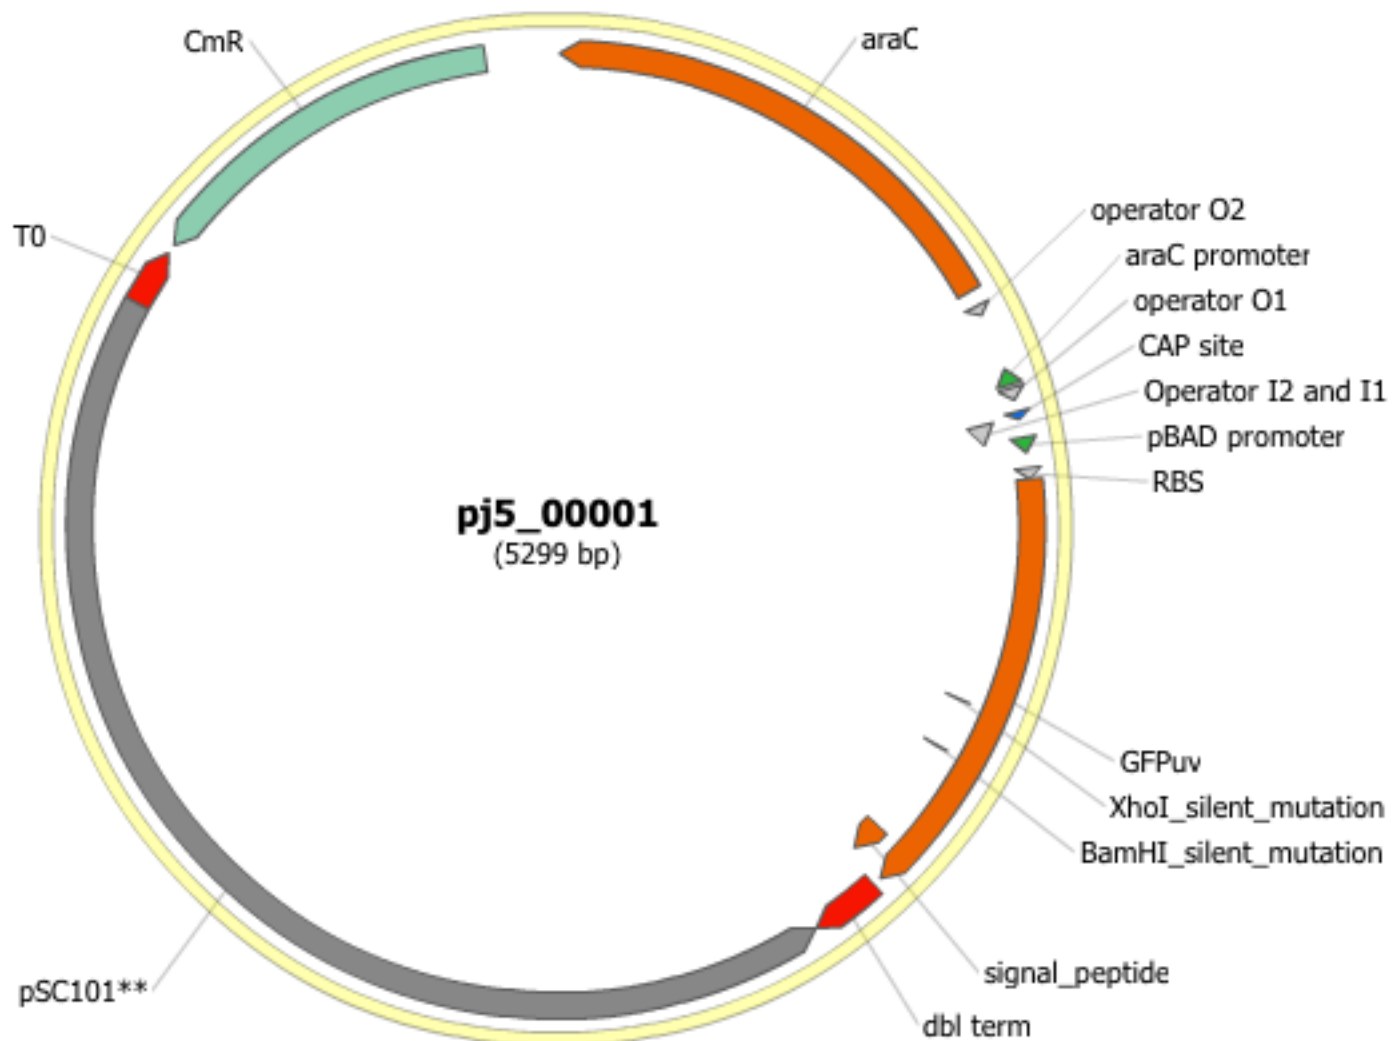 CmR
araC
operator O2
T0
araC promoter
operator O1
CAP site
Operator I2 and I1
pBAD promoter
RBS
pj5_00001
(5299 bp)
GFPuv
XhoI_silent_mutation
BamHI_silent_mutation
signal_peptide
pSC101**
dbl term